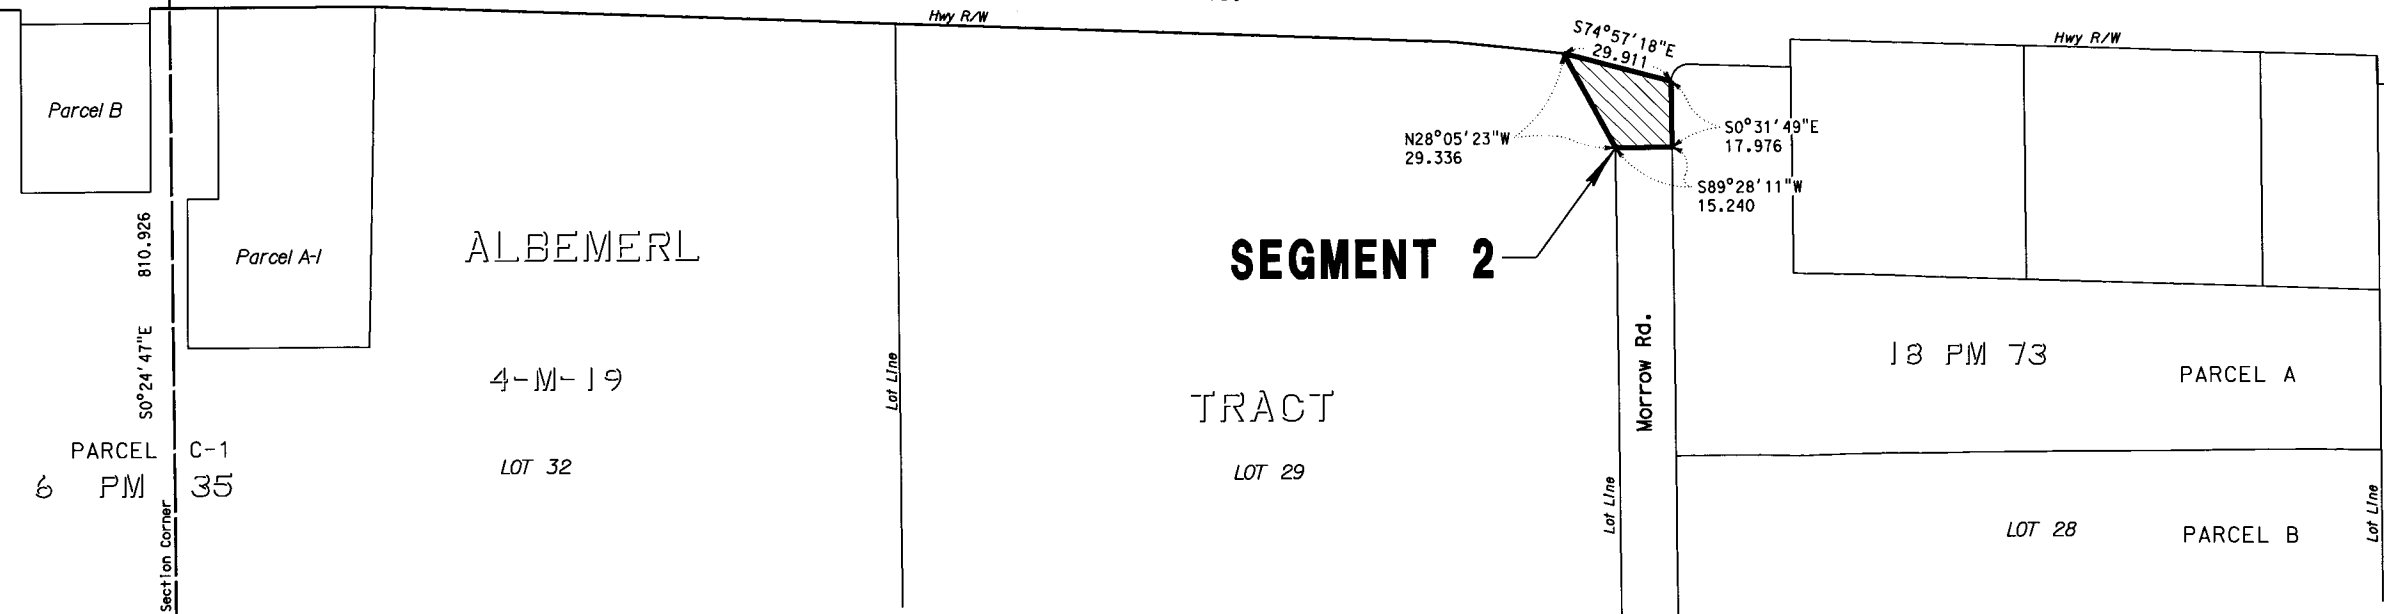 Hwy R/W
Hwy R/W
S74°57'18"E
29.911
Parcel B
N28°05'23"W
29.336
S0°31'49"E
17.976
S89°28'11"W
15.240
S0°24'47"E 810.926
Parcel A-1
ALBEMERL
SEGMENT 2
Morrow Rd.
4-M-19
Lot Line
TRACT
18 PM 73
PARCEL A
PARCEL C-1
6 PM 35
LOT 32
LOT 29
Section Corner
Lot Line
LOT 28
PARCEL B
Lot Line